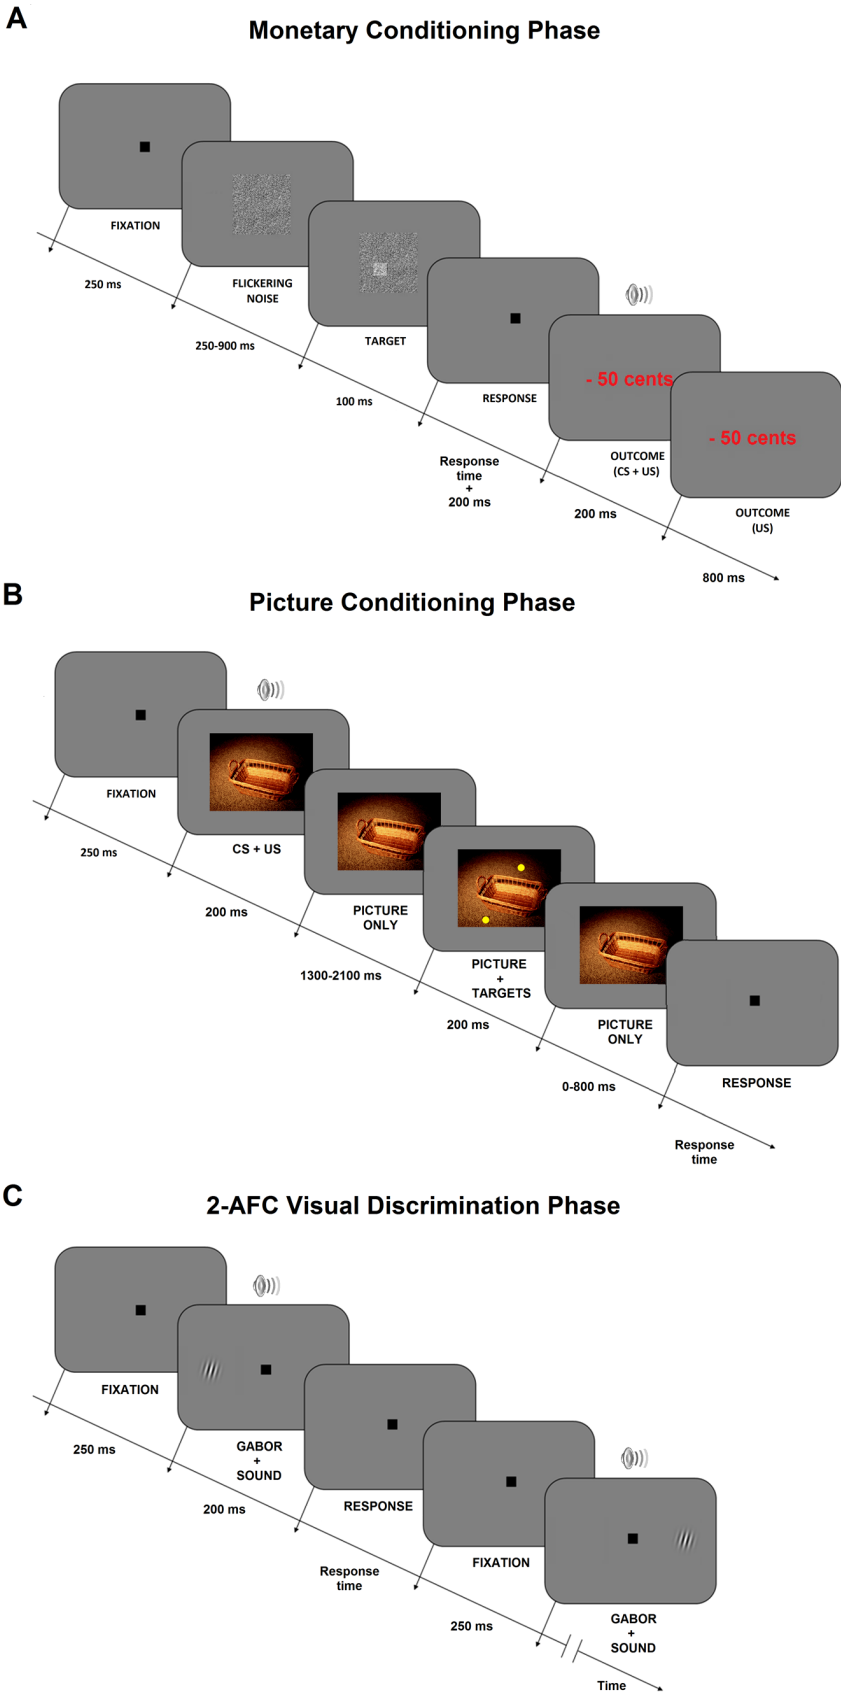 A
Monetary Conditioning Phase
FIXATION
250 ms
FLICKERING
NOISE
250-900 ms
TARGET
100 ms
RESPONSE
Response
time
+
200 ms
- 50 cents
OUTCOME
(CS + US)
200 ms
- 50 cents
OUTCOME
(US)
800 ms
B
Picture Conditioning Phase
FIXATION
250 ms
CS + US
200 ms
PICTURE
ONLY
1300-2100 ms
PICTURE
+
TARGETS
200 ms
PICTURE
ONLY
0-800 ms
RESPONSE
Response
time
C
2-AFC Visual Discrimination Phase
FIXATION
250 ms
GABOR
+
SOUND
200 ms
RESPONSE
Response
time
FIXATION
250 ms
GABOR
+
SOUND
Time